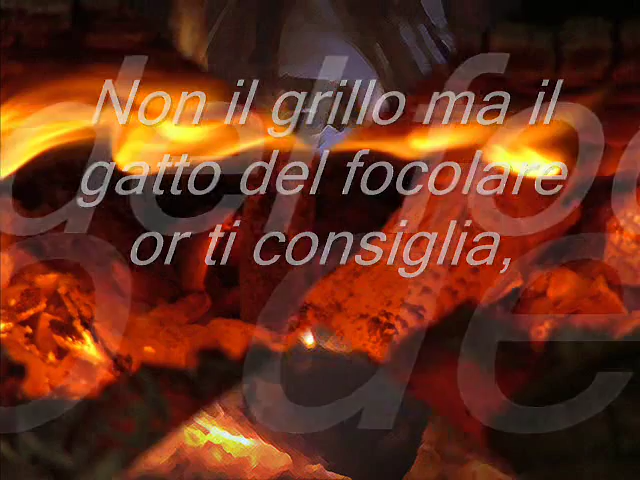 Non il grillo ma il
gatto del focolare
or ti consiglia,